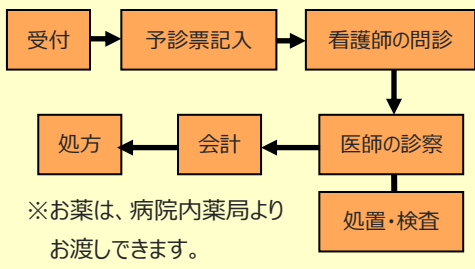 受付
予診票記入
看護師の問診
医師の診察
会計
処方
処置・検査
※お薬は、病院内薬局より
お渡しできます。